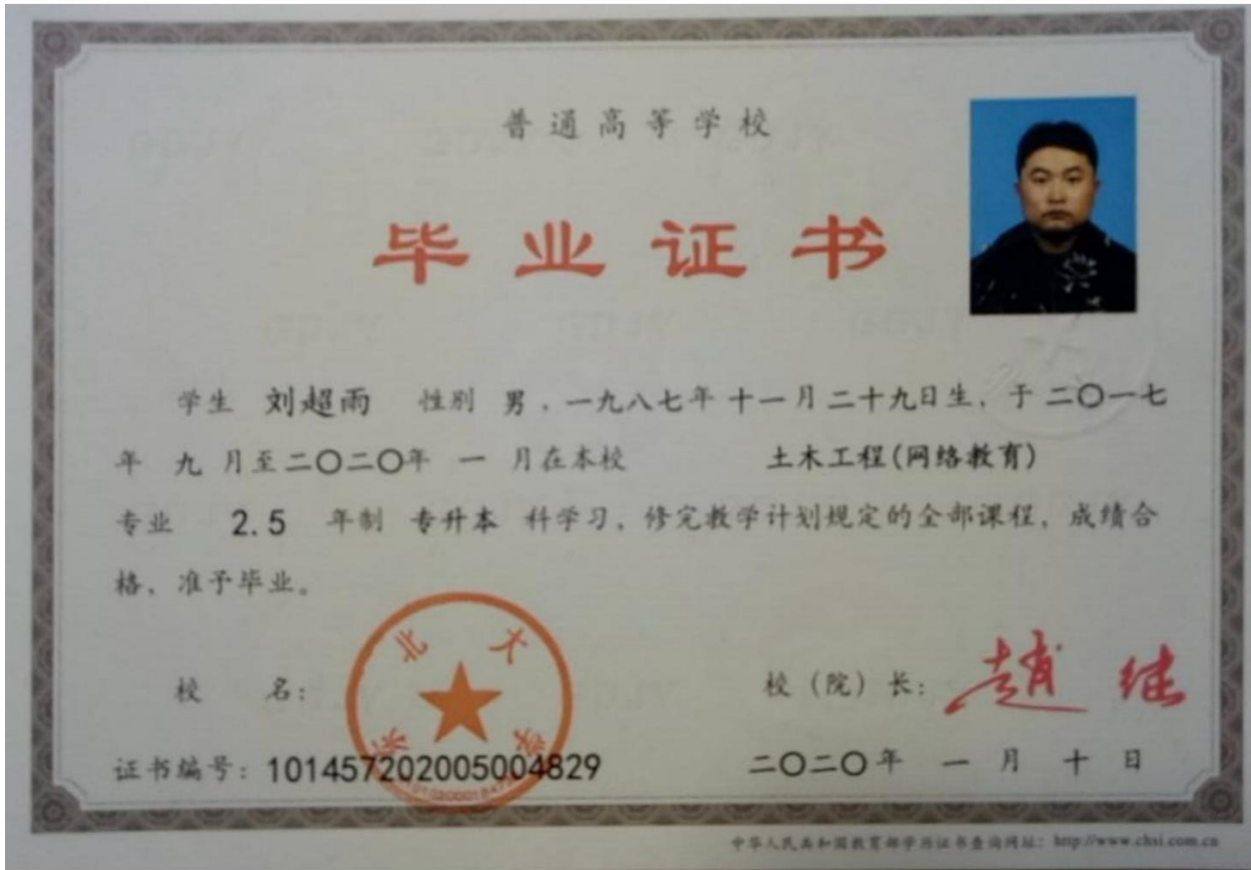 普通高等学校
毕业证书
学生 刘超雨 性别 男，一九八七年十一月二十九日生，于二〇一七
年 九 月至二〇二〇年 一 月在本校 土木工程(网络教育)
专业 2.5 年制 专升本 科学习，修完教学计划规定的全部课程，成绩合
格，准予毕业。
东北大学
校 名： 校（院）长： 趙继
证书编号：101457202005004829 二〇二〇年 一 月 十 日
中华人民共和国教育部学历证书查询网址：http://www.chsi.com.cn